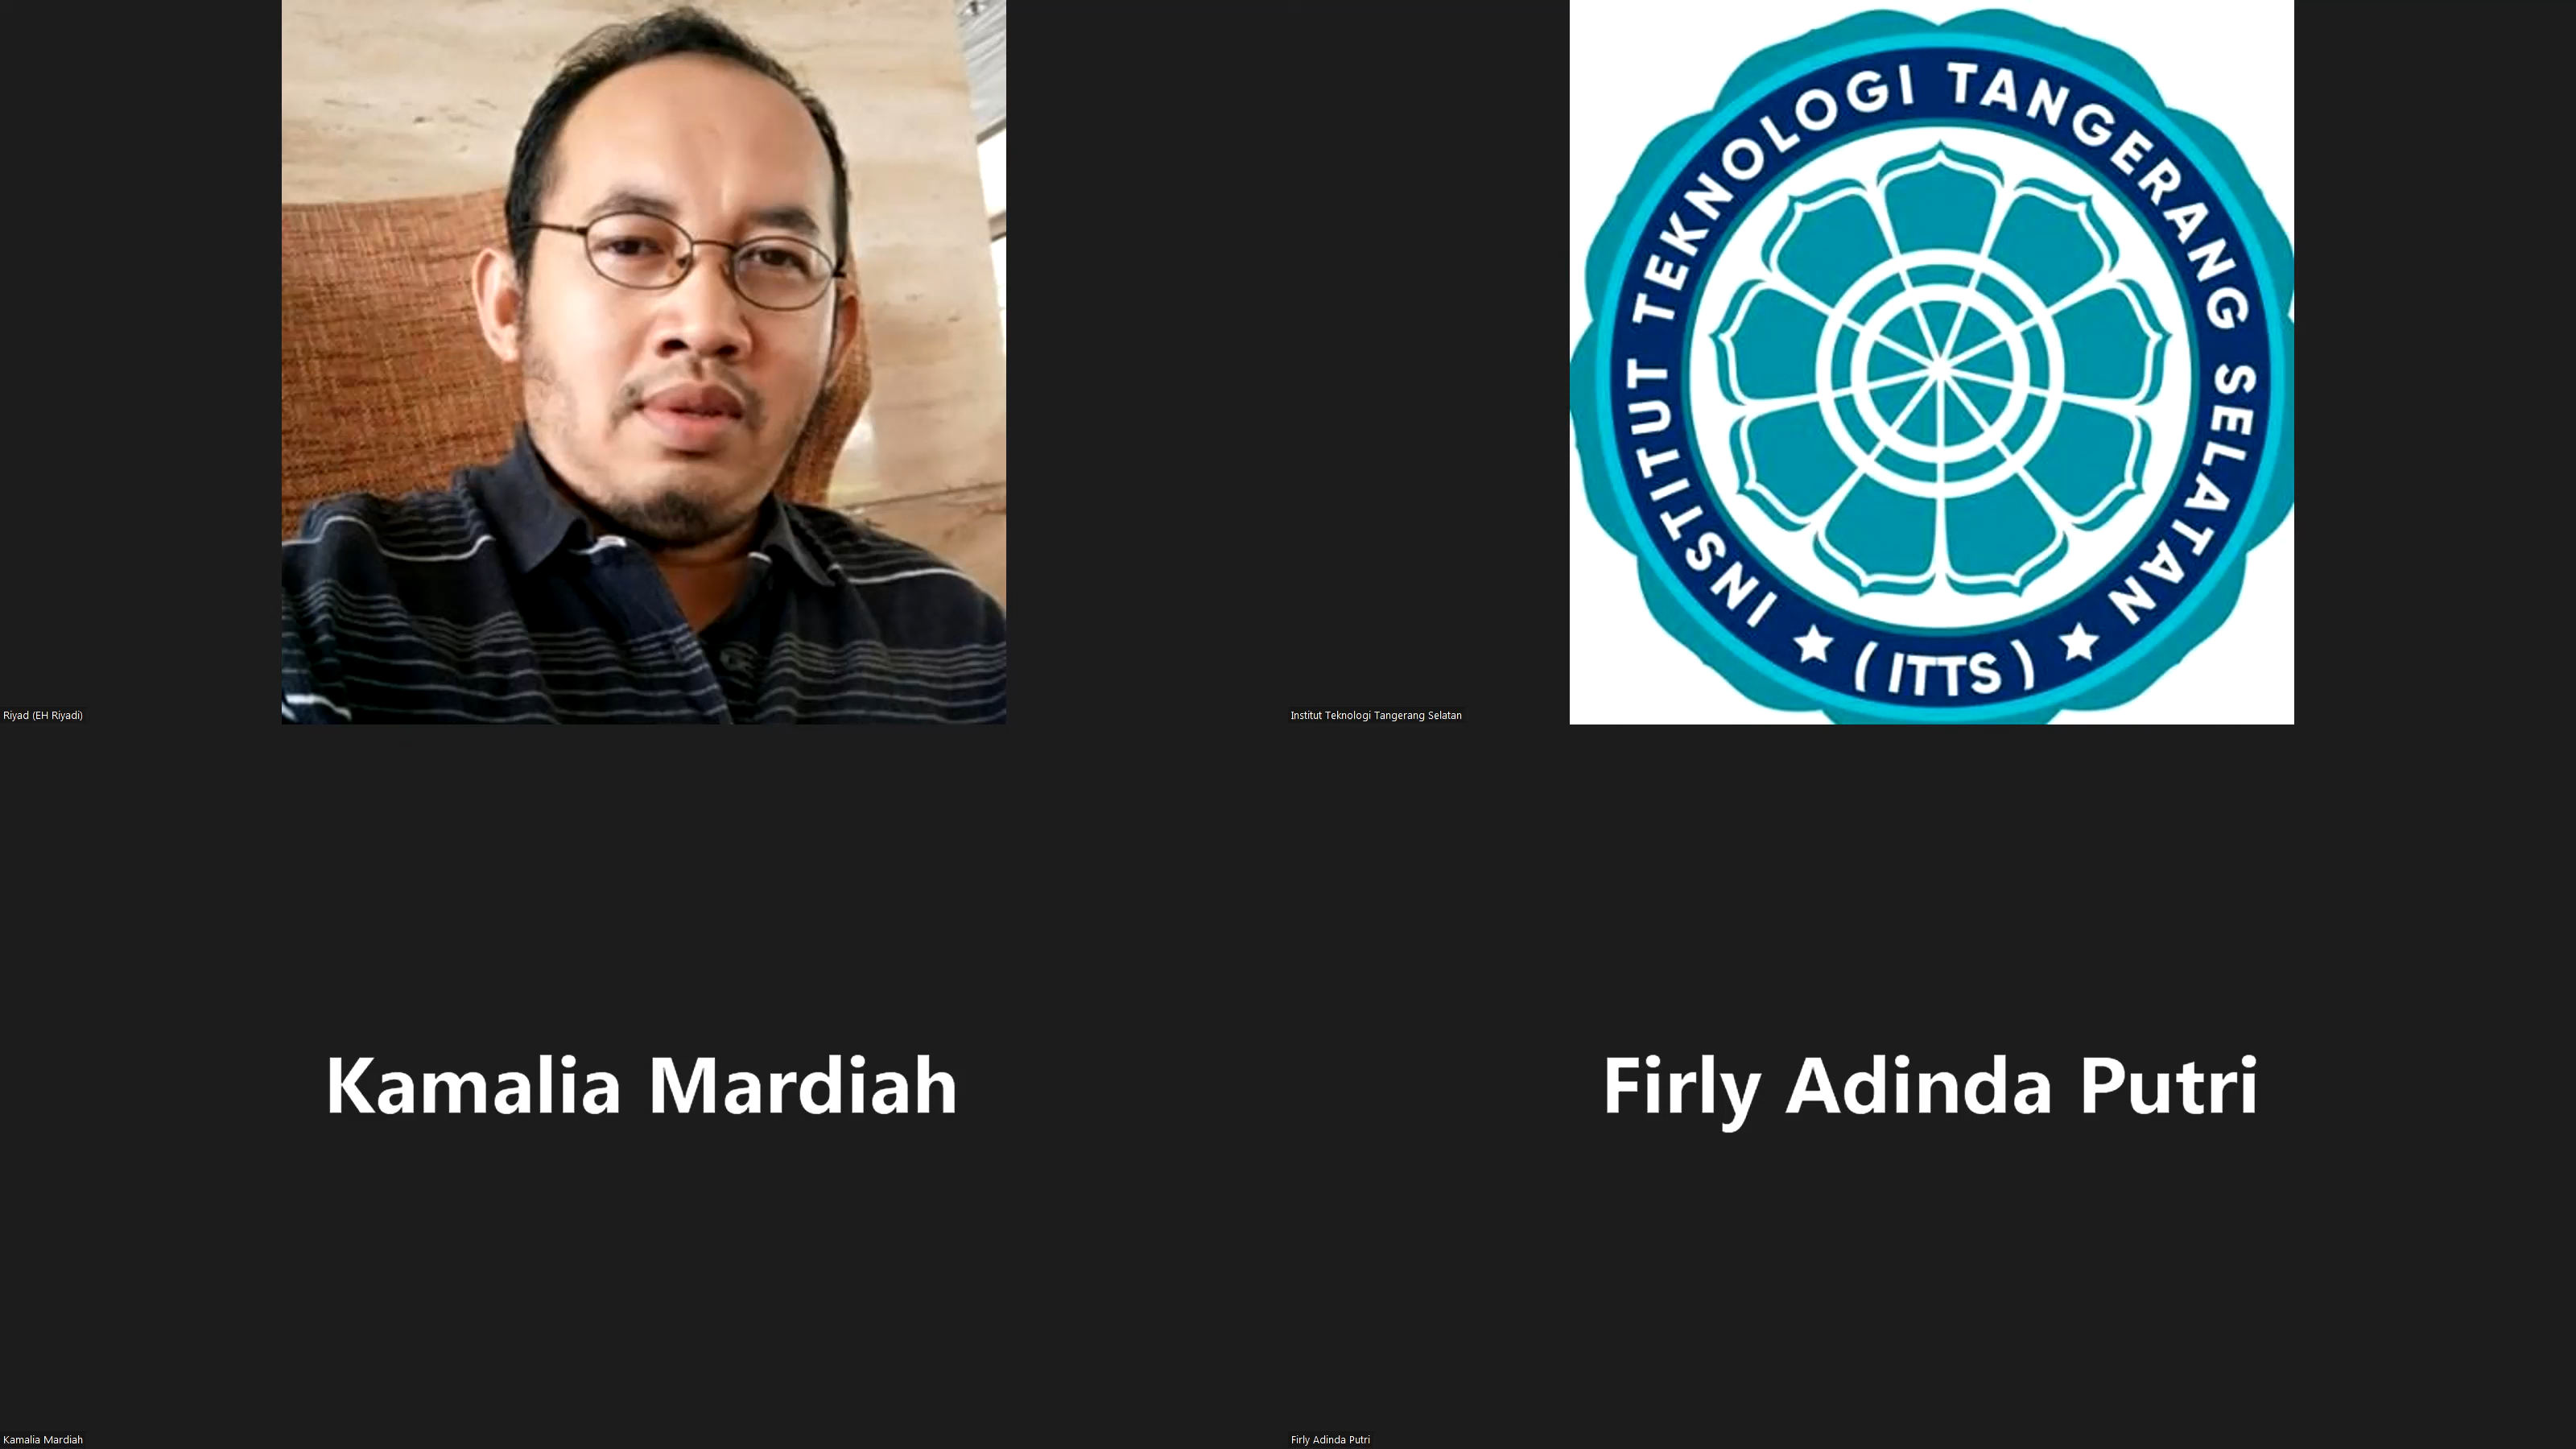 INSTITUT TEKNOLOGI TANGERANG SELATAN
( ITTS )
Riyad (EH Riyadi)
Institut Teknologi Tangerang Selatan
Kamalia Mardiah
Firly Adinda Putri
Kamalia Mardiah
Firly Adinda Putri